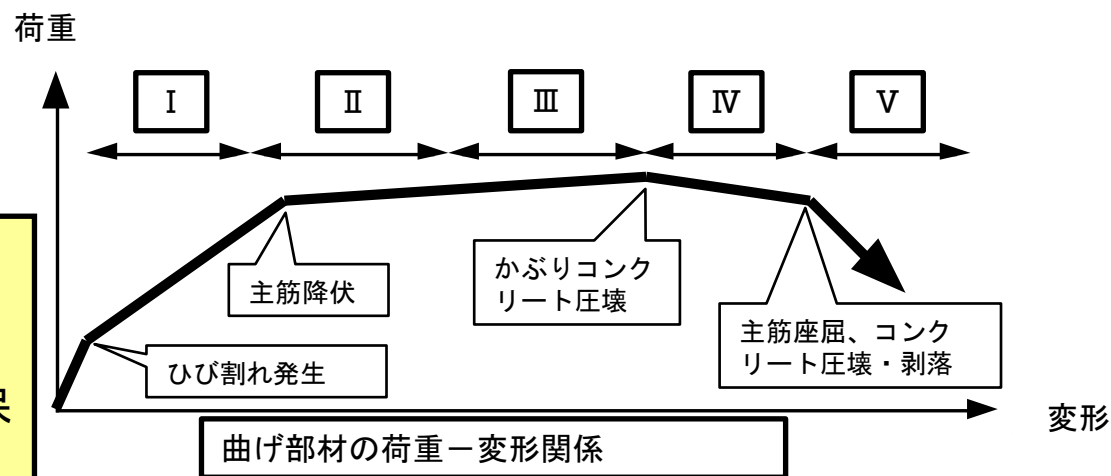 荷重
Ⅰ
Ⅱ
Ⅲ
Ⅳ
Ⅴ
主筋降伏
かぶりコンク
リート圧壊
主筋座屈、コンク
リート圧壊・剥落
ひび割れ発生
変形
曲げ部材の荷重－変形関係